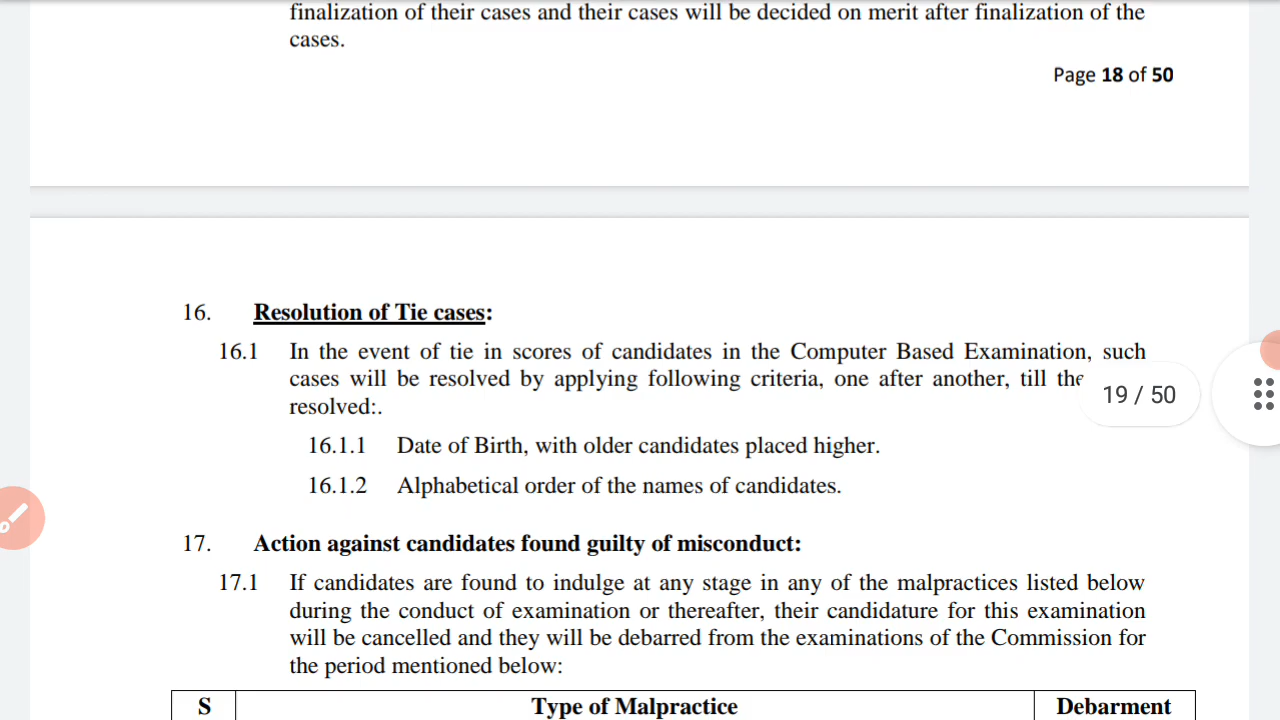 finalization of their cases and their cases will be decided on merit after finalization of the
cases.
Page 18 of 50
16. Resolution of Tie cases:
16.1 In the event of tie in scores of candidates in the Computer Based Examination, such
cases will be resolved by applying following criteria, one after another, till the
resolved:.
19 / 50
16.1.1 Date of Birth, with older candidates placed higher.
16.1.2 Alphabetical order of the names of candidates.
17. Action against candidates found guilty of misconduct:
17.1 If candidates are found to indulge at any stage in any of the malpractices listed below
during the conduct of examination or thereafter, their candidature for this examination
will be cancelled and they will be debarred from the examinations of the Commission for
the period mentioned below:
S Type of Malpractice Debarment